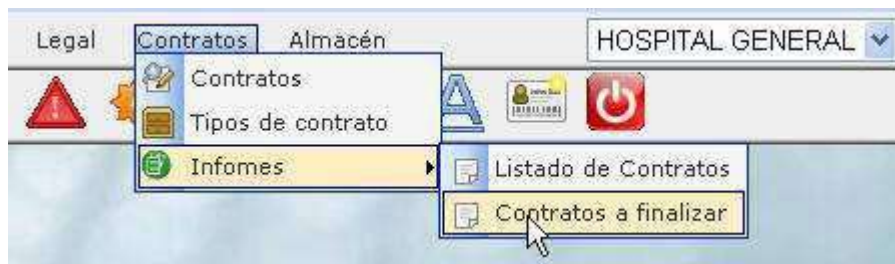 Legal Contratos Almacén HOSPITAL GENERAL
Contratos
Tipos de contrato
Infomes
Listado de Contratos
Contratos a finalizar